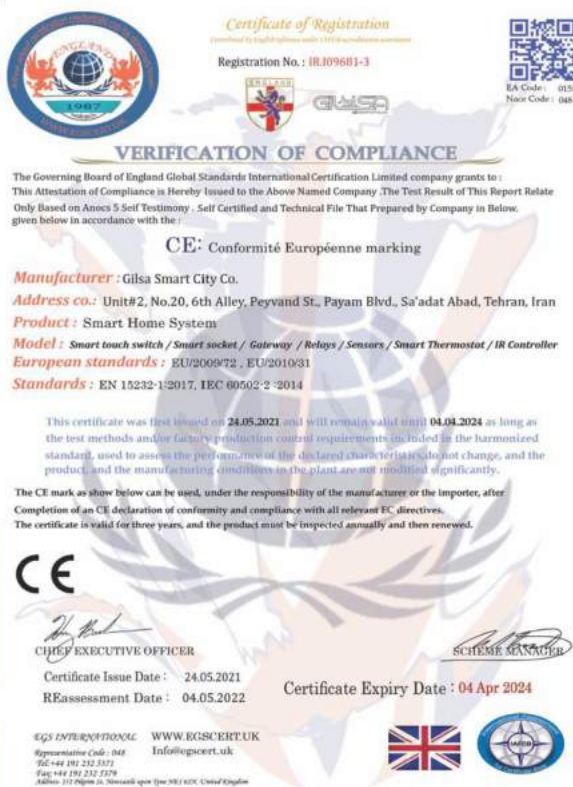 Certificate of Registration
Registration No. : IR.J09681-3
ENGLAND
1987
WWW.EGSCERT.UK
ENGLAND
GILSA
EA Code :
Nace Code :
VERIFICATION OF COMPLIANCE
The Governing Board of England Global Standards International Certification Limited company grants to :
This Attestation of Compliance is Hereby Issued to the Above Named Company .The Test Result of This Report Relate
Only Based on Anocs 5 Self Testimony . Self Certified and Technical File That Prepared by Company in Below.
given below in accordance with the :
CE: Conformité Européenne marking
Manufacturer : Gilsa Smart City Co.
Address co.: Unit#2, No.20, 6th Alley, Peyvand St., Payam Blvd., Sa'adat Abad, Tehran, Iran
Product : Smart Home System
Model : Smart touch switch / Smart socket / Gateway / Relays / Sensors / Smart Thermostat / IR Controller
European standards : EU/2009/72 , EU/2010/31
Standards : EN 15232-1:2017, IEC 60502-2 :2014
This certificate was first issued on 24.05.2021 and will remain valid until 04.04.2024 as long as
the test methods and/or factory production control requirements included in the harmonized
standard, used to assess the performance of the declared characteristics, do not change, and the
product, and the manufacturing conditions in the plant are not modified significantly.
The CE mark as show below can be used, under the responsibility of the manufacturer or the importer, after
Completion of an CE declaration of conformity and compliance with all relevant EC directives.
The certificate is valid for three years, and the product must be inspected annually and then renewed.
CE
CHIEF EXECUTIVE OFFICER
SCHEME MANAGER
Certificate Issue Date : 24.05.2021
REassessment Date : 04.05.2022
Certificate Expiry Date : 04 Apr 2024
EGS INTERNATIONAL WWW.EGSCERT.UK
Representative Code : 048 Info@egscert.uk
Tel:+44 191 232 5371
Fax:+44 191 232 5379
IAFCB